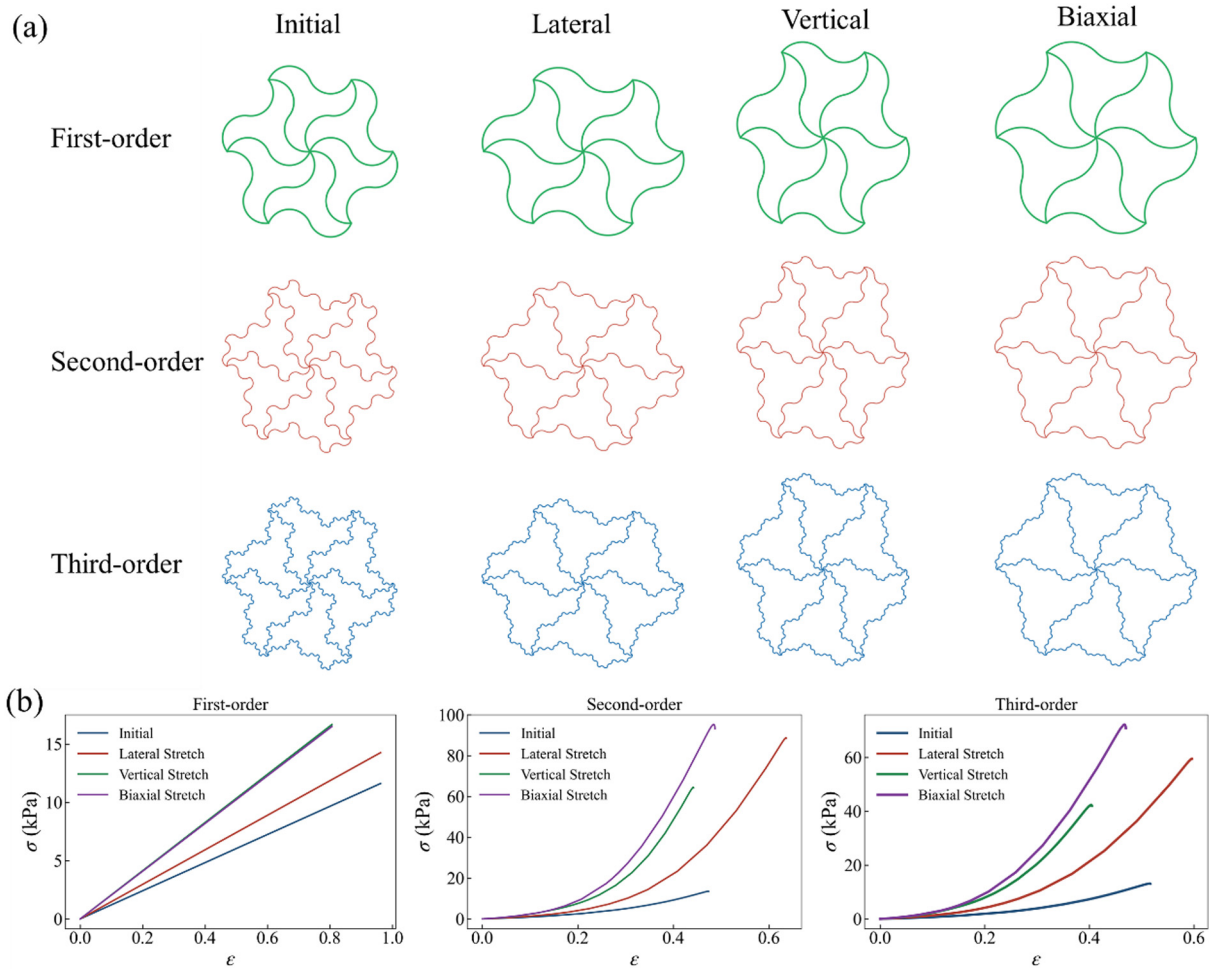 (a)
Initial Lateral Vertical Biaxial
First-order
Second-order
Third-order
(b)
First-order
Initial
Lateral Stretch
Vertical Stretch
Biaxial Stretch
σ (kPa)
15
10
5
0
0.0 0.2 0.4 0.6 0.8 1.0
ε
Second-order
Initial
Lateral Stretch
Vertical Stretch
Biaxial Stretch
σ (kPa)
100
80
60
40
20
0
0.0 0.2 0.4 0.6
ε
Third-order
Initial
Lateral Stretch
Vertical Stretch
Biaxial Stretch
σ (kPa)
60
40
20
0
0.0 0.2 0.4 0.6
ε